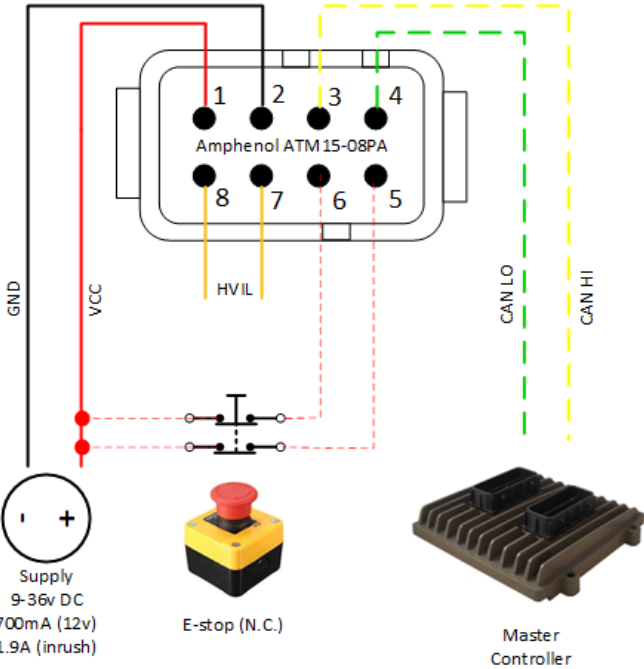 1
2
3
4
Amphenol ATM15-08PA
8
7
6
5
HVIL
GND
VCC
CAN LO
CAN HI
- +
Supply
9-36v DC
700mA (12v)
1.9A (inrush)
E-stop (N.C.)
Master
Controller